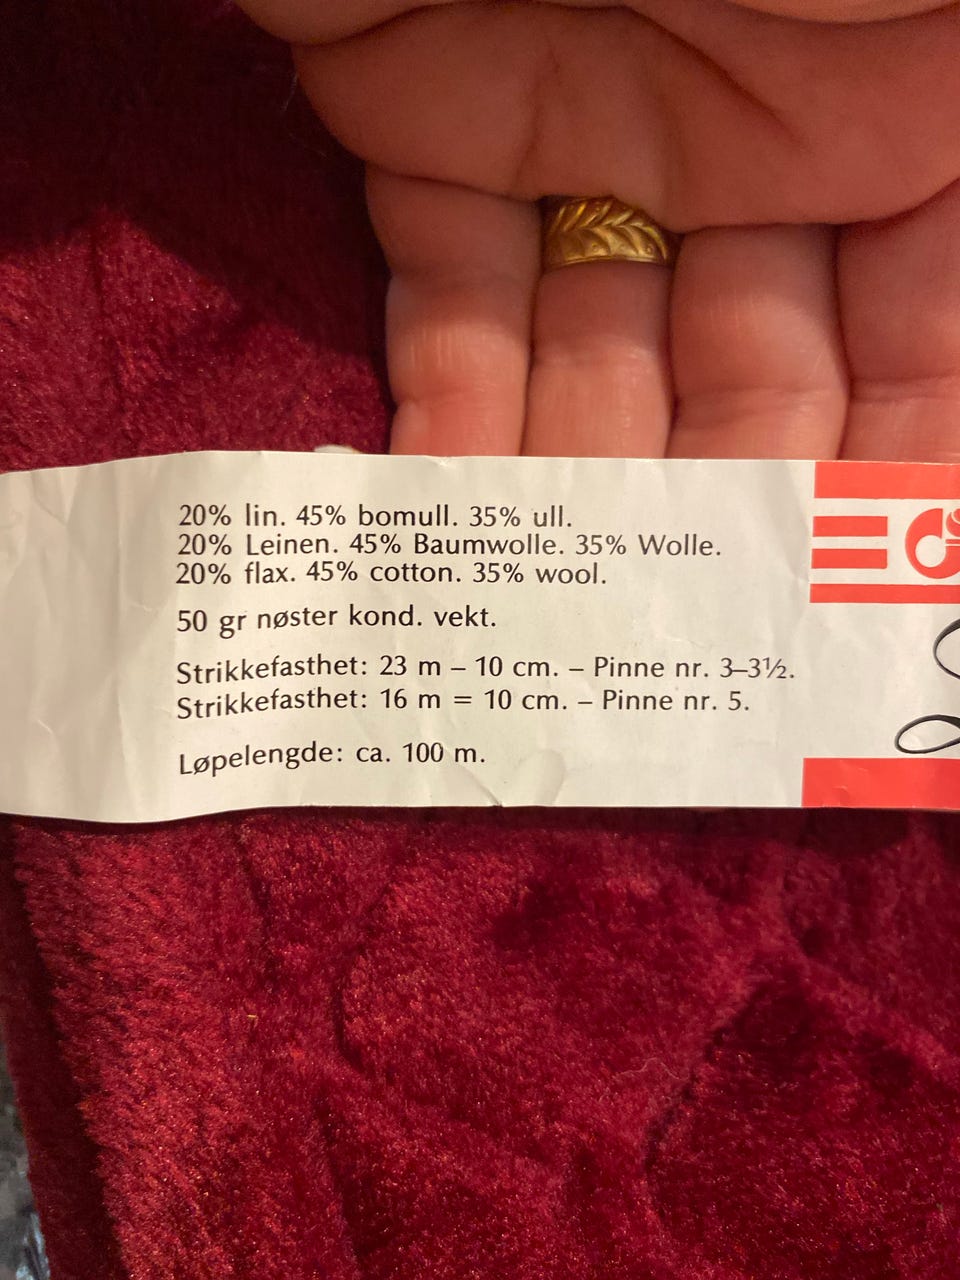 20% lin. 45% bomull. 35% ull.
20% Leinen. 45% Baumwolle. 35% Wolle.
20% flax. 45% cotton. 35% wool.
50 gr nøster kond. vekt.
Strikkefasthet: 23 m – 10 cm. – Pinne nr. 3–3½.
Strikkefasthet: 16 m = 10 cm. – Pinne nr. 5.
Løpelengde: ca. 100 m.